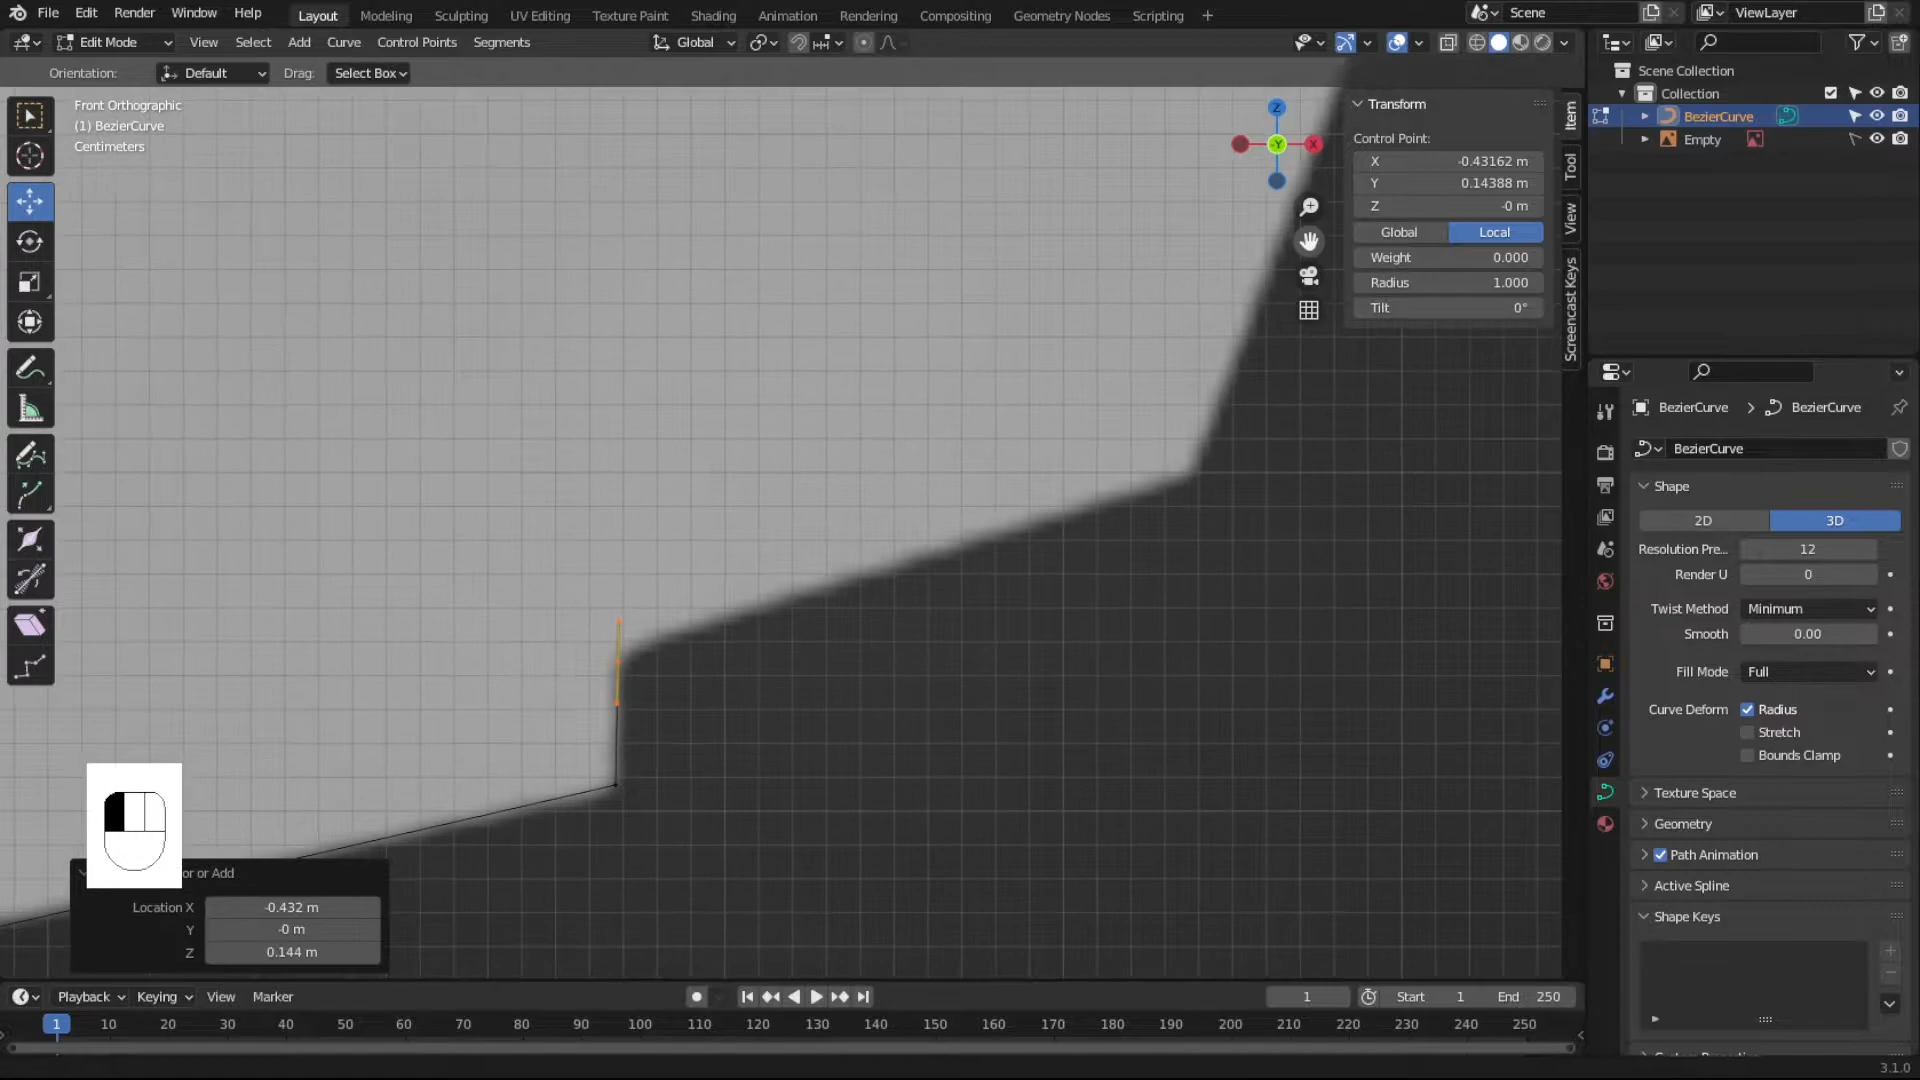 File Edit Render Window Help Layout Modeling Sculpting UV Editing Texture Paint Shading Animation Rendering Compositing Geometry Nodes Scripting + Scene ViewLayer
Edit Mode View Select Add Curve Control Points Segments Global
Orientation: Default Drag: Select Box
Front Orthographic
(1) BezierCurve
Centimeters
Z
-Y
X
Transform
Control Point:
X -0.43162 m
Y 0.14388 m
Z -0 m
Global Local
Weight 0.000
Radius 1.000
Tilt 0°
Item
Tool
View
Screencast Keys
Scene Collection
Collection
BezierCurve
Empty
BezierCurve > BezierCurve
BezierCurve
Shape
2D 3D
Resolution Pre... 12
Render U 0
Twist Method Minimum
Smooth 0.00
Fill Mode Full
Curve Deform Radius
Stretch
Bounds Clamp
Texture Space
Geometry
Path Animation
Active Spline
Shape Keys
or or Add
Location X -0.432 m
Y -0 m
Z 0.144 m
Playback Keying View Marker 1 Start 1 End 250
1 10 20 30 40 50 60 70 80 90 100 110 120 130 140 150 160 170 180 190 200 210 220 230 240 250
3.1.0